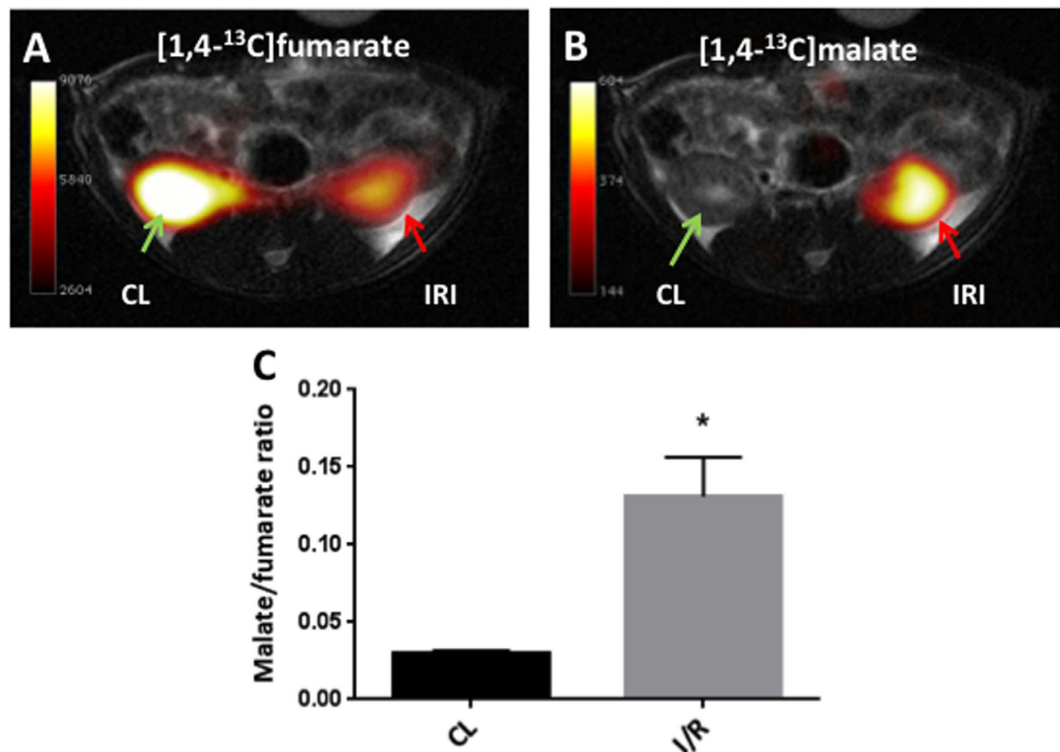 A
[1,4-¹³C]fumarate
9076
5840
2604
CL
IRI
B
[1,4-¹³C]malate
604
374
144
CL
IRI
C
Malate/fumarate ratio
0.20
0.15
0.10
0.05
0.00
*
CL
I/R